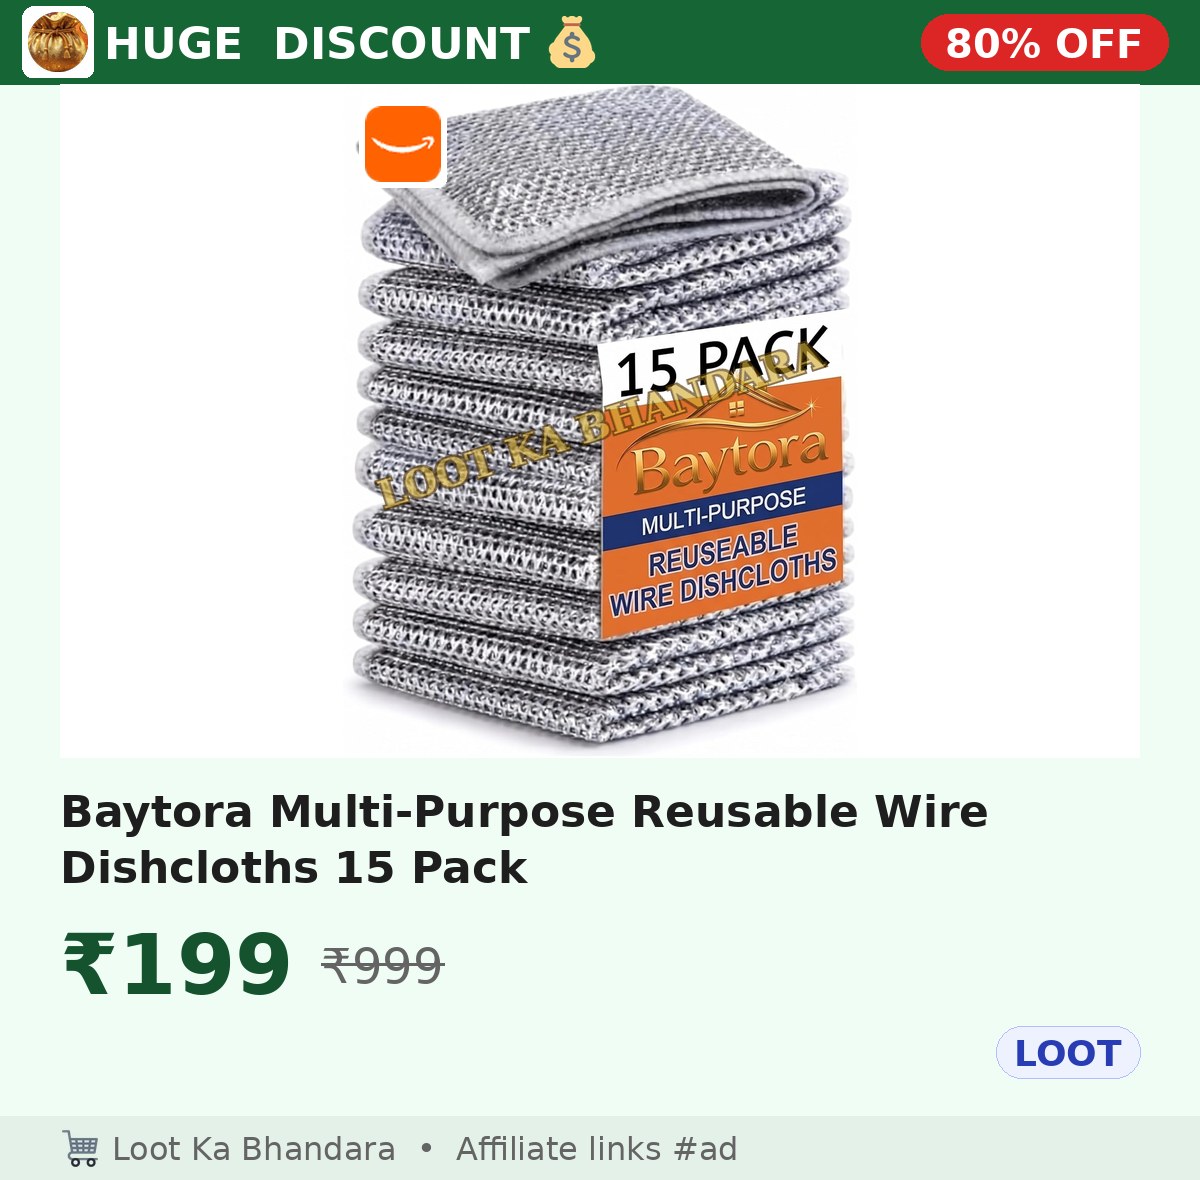 HUGE DISCOUNT
80% OFF
15 PACK
LOOT KA BHANDARA
Baytora
MULTI-PURPOSE
REUSEABLE
WIRE DISHCLOTHS
Baytora Multi-Purpose Reusable Wire
Dishcloths 15 Pack
₹199 ₹999
LOOT
Loot Ka Bhandara • Affiliate links #ad